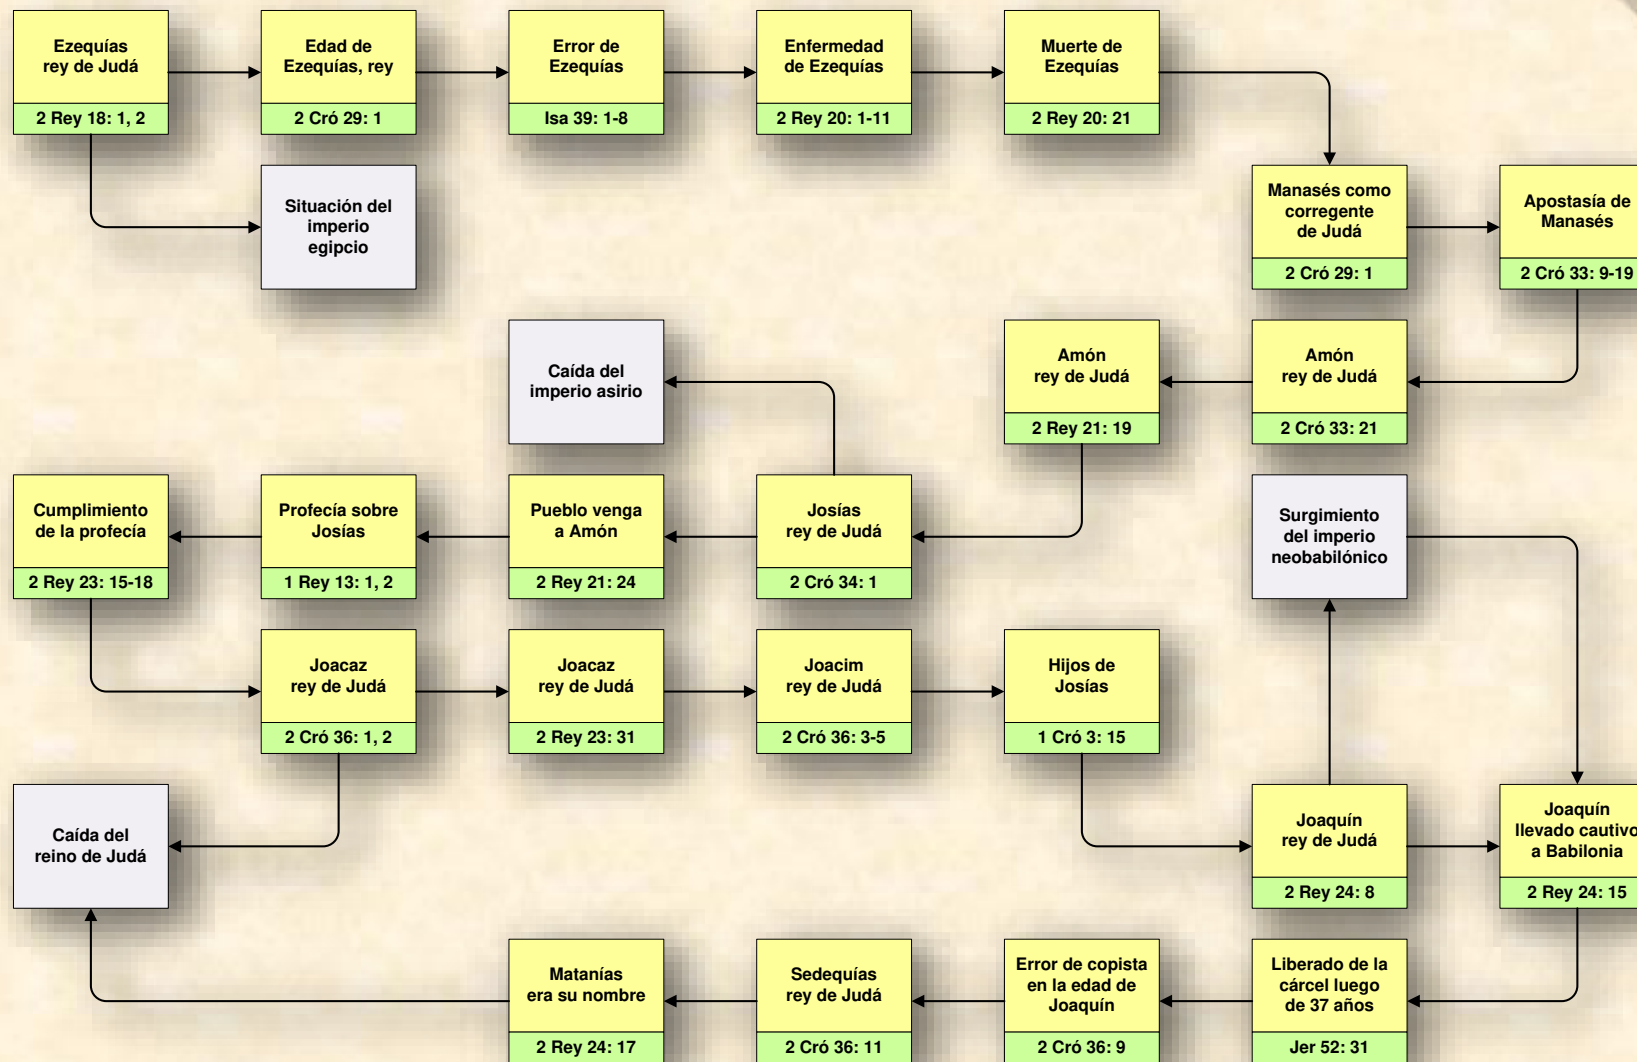 Ezequías
rey de Judá
2 Rey 18: 1, 2
Edad de
Ezequías, rey
2 Cró 29: 1
Error de
Ezequías
Isa 39: 1-8
Enfermedad
de Ezequías
2 Rey 20: 1-11
Muerte de
Ezequías
2 Rey 20: 21
Situación del
imperio
egipcio
Manasés como
corregente
de Judá
2 Cró 29: 1
Apostasía de
Manasés
2 Cró 33: 9-19
Caída del
imperio asirio
Amón
rey de Judá
2 Rey 21: 19
Amón
rey de Judá
2 Cró 33: 21
Cumplimiento
de la profecía
2 Rey 23: 15-18
Profecía sobre
Josías
1 Rey 13: 1, 2
Pueblo venga
a Amón
2 Rey 21: 24
Josías
rey de Judá
2 Cró 34: 1
Surgimiento
del imperio
neobabilónico
Joacaz
rey de Judá
2 Cró 36: 1, 2
Joacaz
rey de Judá
2 Rey 23: 31
Joacim
rey de Judá
2 Cró 36: 3-5
Hijos de
Josías
1 Cró 3: 15
Caída del
reino de Judá
Joaquín
rey de Judá
2 Rey 24: 8
Joaquín
llevado cautivo
a Babilonia
2 Rey 24: 15
Matanías
era su nombre
2 Rey 24: 17
Sedequías
rey de Judá
2 Cró 36: 11
Error de copista
en la edad de
Joaquín
2 Cró 36: 9
Liberado de la
cárcel luego
de 37 años
Jer 52: 31